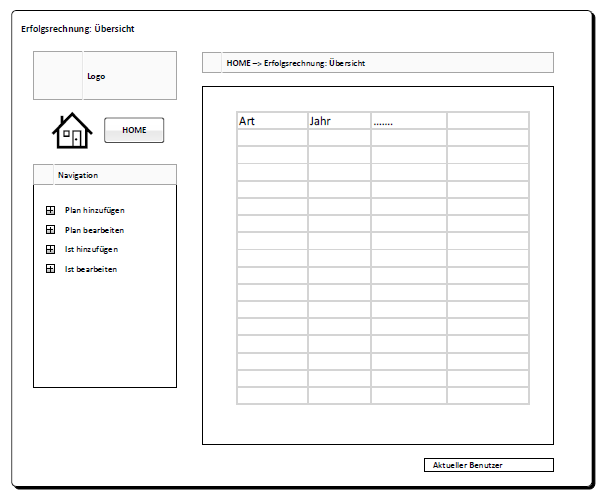 Erfolgsrechnung: Übersicht
Logo
HOME --> Erfolgsrechnung: Übersicht
HOME
Navigation
Plan hinzufügen
Plan bearbeiten
Ist hinzufügen
Ist bearbeiten
Art Jahr .......
Aktueller Benutzer